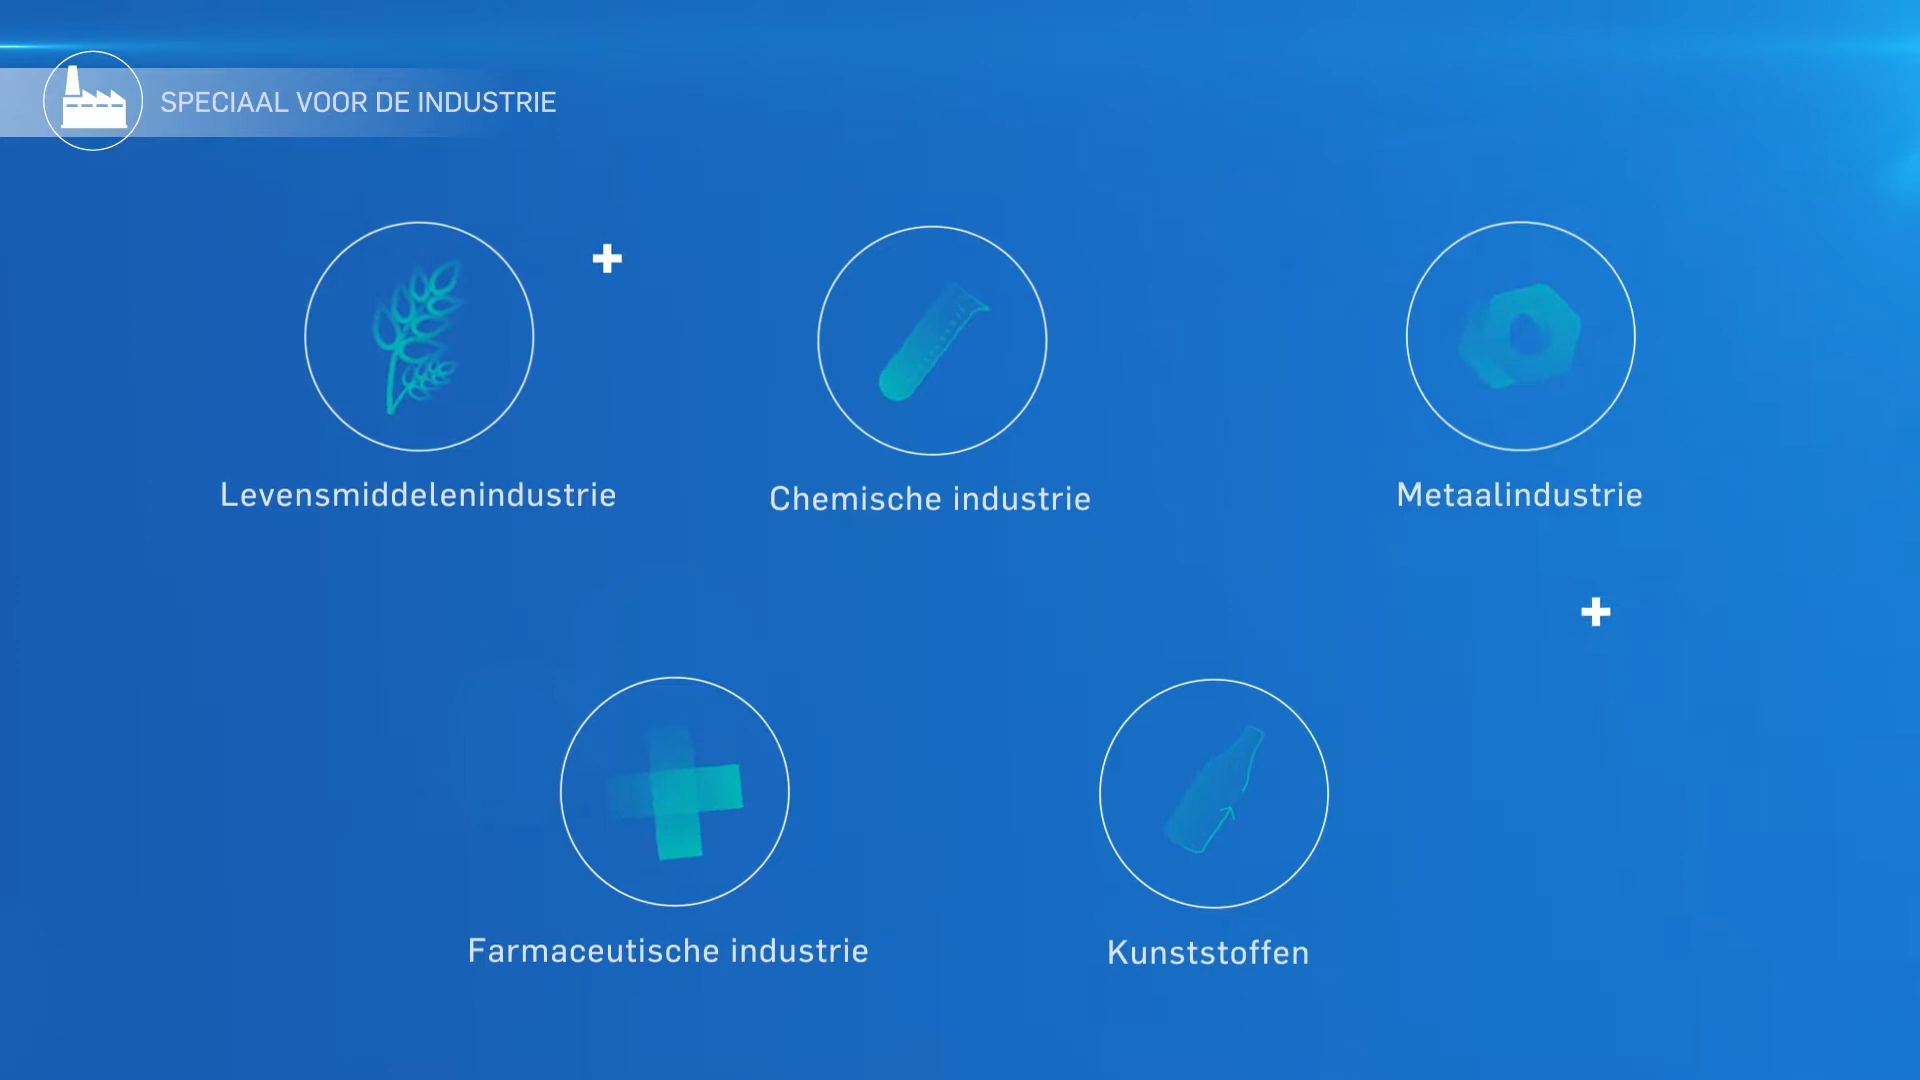 SPECIAAL VOOR DE INDUSTRIE
Levensmiddelenindustrie
Chemische industrie
Metaalindustrie
Farmaceutische industrie
Kunststoffen